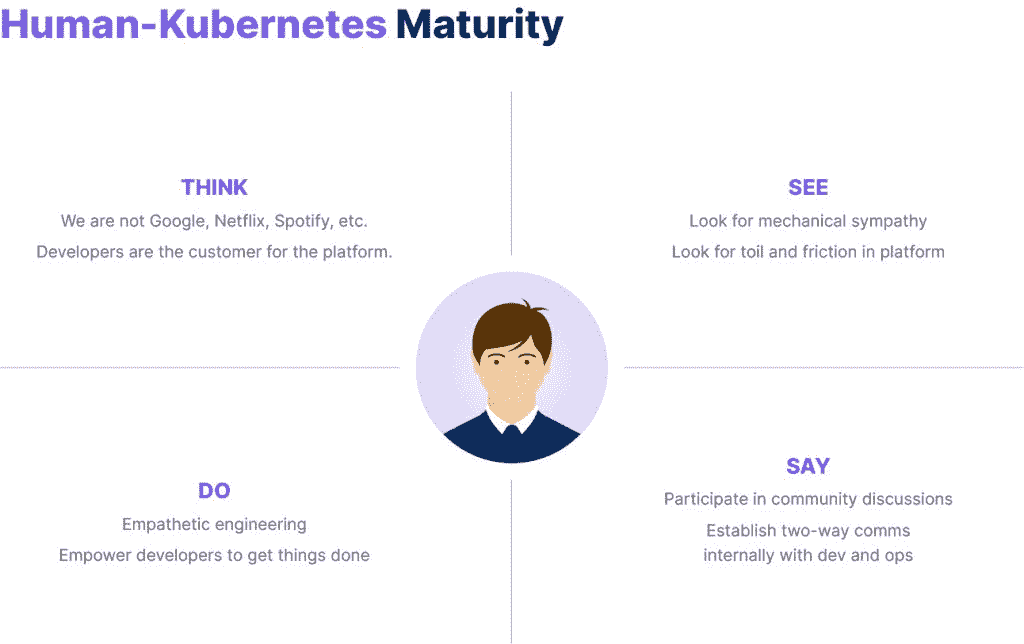 Human-Kubernetes Maturity
THINK
We are not Google, Netflix, Spotify, etc.
Developers are the customer for the platform.
SEE
Look for mechanical sympathy
Look for toil and friction in platform
DO
Empathetic engineering
Empower developers to get things done
SAY
Participate in community discussions
Establish two-way comms
internally with dev and ops